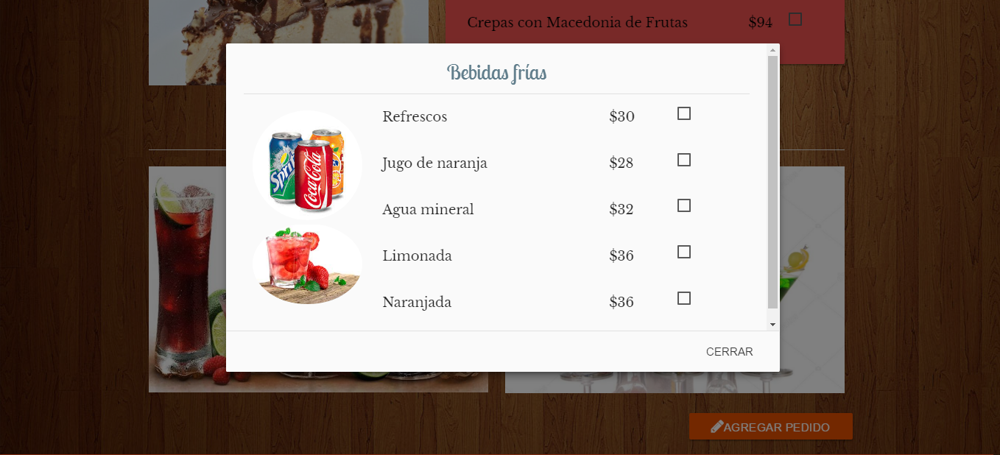 Crepas con Macedonia de Frutas $94
Bebidas frías
Refrescos $30
Jugo de naranja $28
Agua mineral $32
Limonada $36
Naranjada $36
Sprite
Coca-Cola
CERRAR
AGREGAR PEDIDO